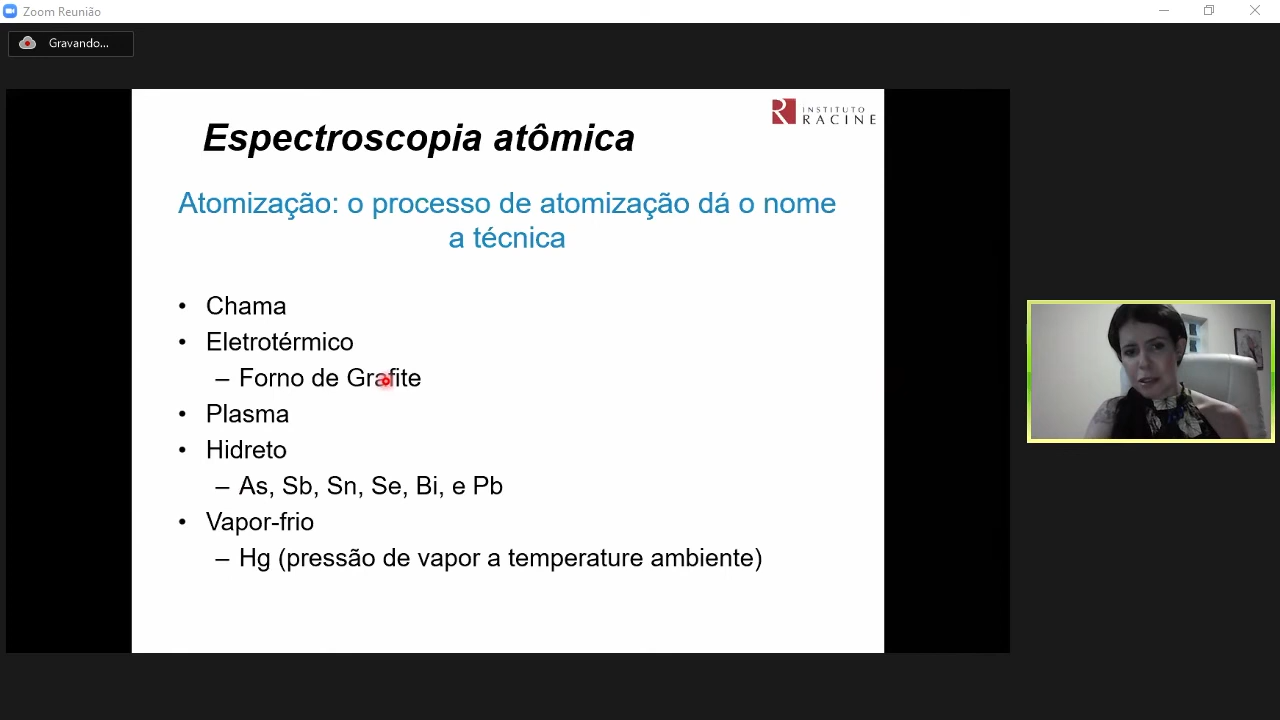 Zoom Reunião
Gravando...
INSTITUTO
RACINE
Espectroscopia atômica
Atomização: o processo de atomização dá o nome
a técnica
• Chama
• Eletrotérmico
– Forno de Grafite
• Plasma
• Hidreto
– As, Sb, Sn, Se, Bi, e Pb
• Vapor-frio
– Hg (pressão de vapor a temperature ambiente)